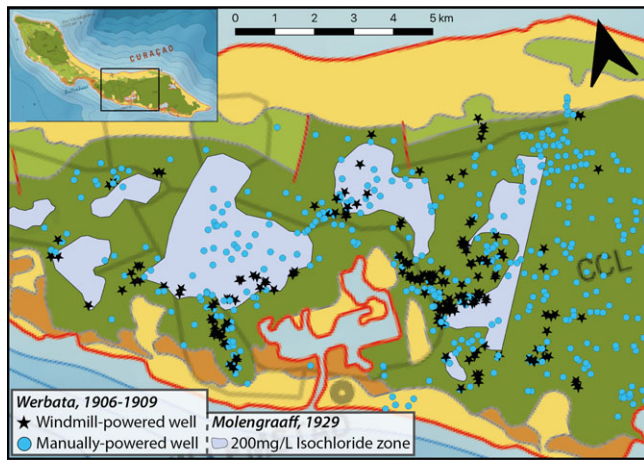 0 1 2 3 4 5 km
CURAÇAO
CCL
Werbata, 1906-1909
Windmill-powered well
Manually-powered well
Molengraaff, 1929
200mg/L Isochloride zone